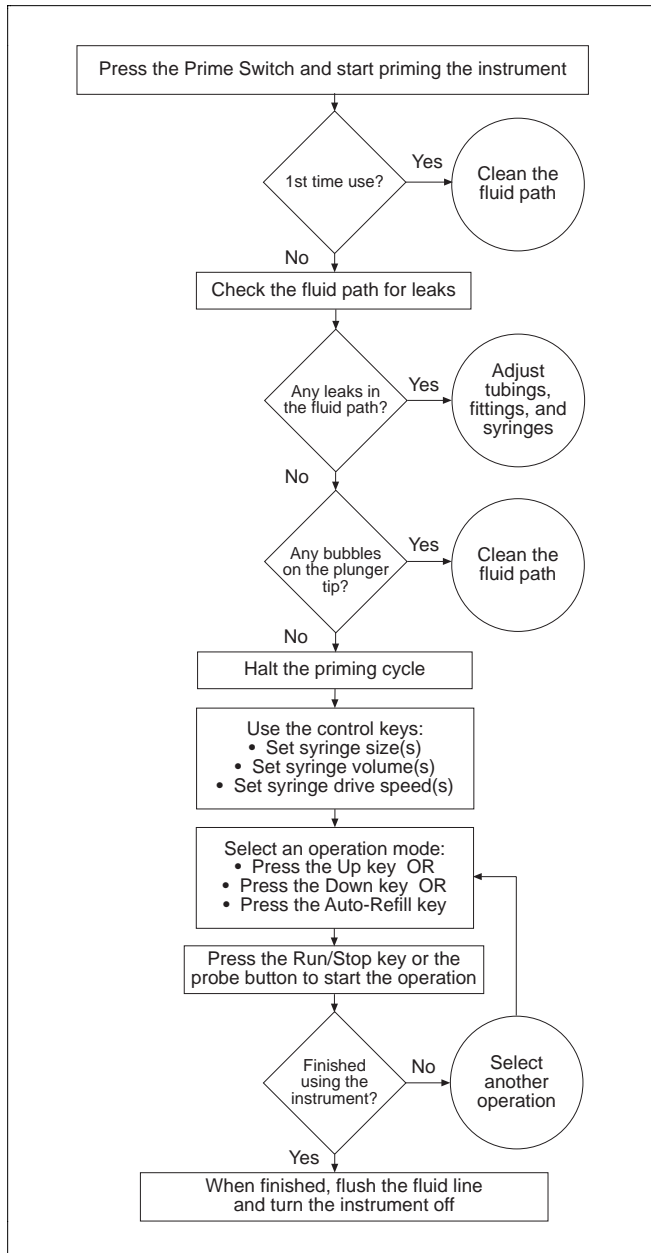 Press the Prime Switch and start priming the instrument
1st time use?
Yes
Clean the
fluid path
No
Check the fluid path for leaks
Any leaks in
the fluid path?
Yes
Adjust
tubings,
fittings, and
syringes
No
Any bubbles
on the plunger
tip?
Yes
Clean the
fluid path
No
Halt the priming cycle
Use the control keys:
• Set syringe size(s)
• Set syringe volume(s)
• Set syringe drive speed(s)
Select an operation mode:
• Press the Up key OR
• Press the Down key OR
• Press the Auto-Refill key
Press the Run/Stop key or the
probe button to start the operation
Finished
using the
instrument?
No
Select
another
operation
Yes
When finished, flush the fluid line
and turn the instrument off